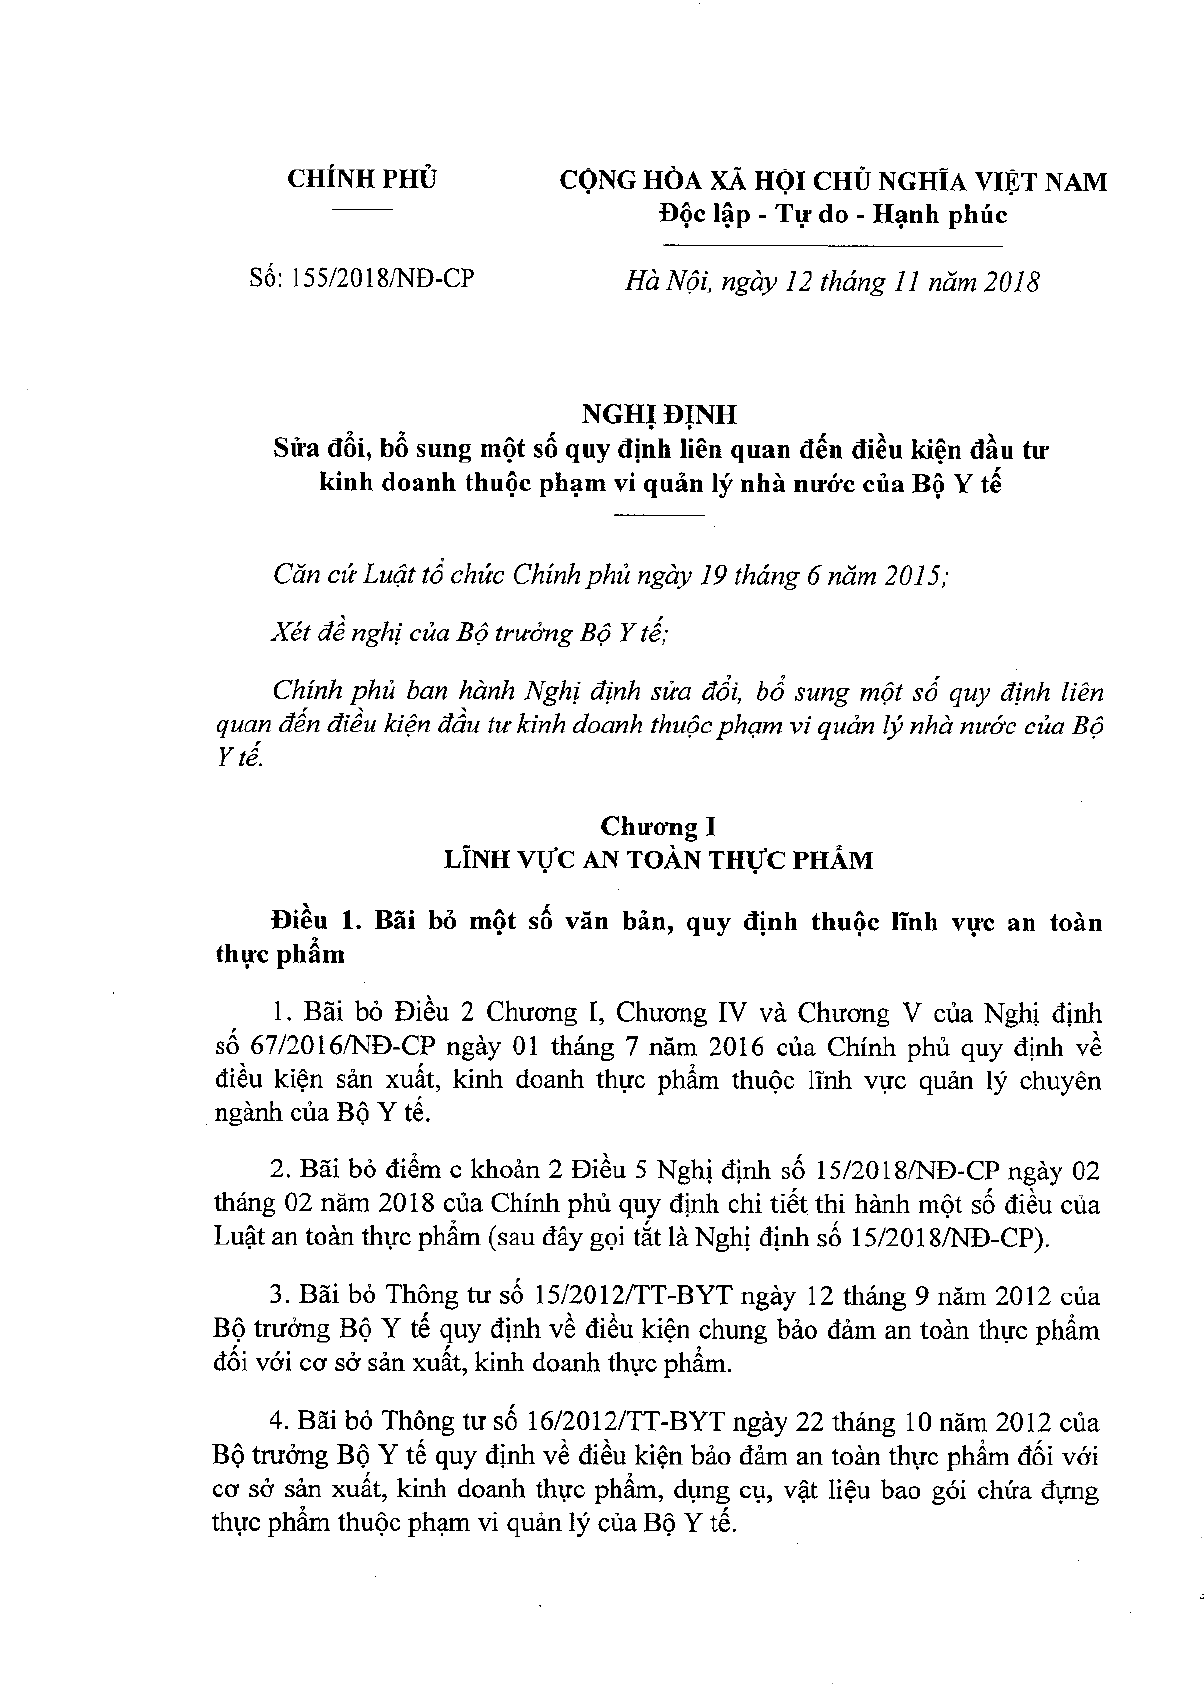 CHÍNH PHỦ
CỘNG HÒA XÃ HỘI CHỦ NGHĨA VIỆT NAM
Độc lập - Tự do - Hạnh phúc
Số: 155/2018/NĐ-CP
Hà Nội, ngày 12 tháng 11 năm 2018
NGHỊ ĐỊNH
Sửa đổi, bổ sung một số quy định liên quan đến điều kiện đầu tư
kinh doanh thuộc phạm vi quản lý nhà nước của Bộ Y tế
Căn cứ Luật tổ chức Chính phủ ngày 19 tháng 6 năm 2015;
Xét đề nghị của Bộ trưởng Bộ Y tế;
Chính phủ ban hành Nghị định sửa đổi, bổ sung một số quy định liên
quan đến điều kiện đầu tư kinh doanh thuộc phạm vi quản lý nhà nước của Bộ
Y tế.
Chương I
LĨNH VỰC AN TOÀN THỰC PHẨM
Điều 1. Bãi bỏ một số văn bản, quy định thuộc lĩnh vực an toàn
thực phẩm
1. Bãi bỏ Điều 2 Chương I, Chương IV và Chương V của Nghị định
số 67/2016/NĐ-CP ngày 01 tháng 7 năm 2016 của Chính phủ quy định về
điều kiện sản xuất, kinh doanh thực phẩm thuộc lĩnh vực quản lý chuyên
ngành của Bộ Y tế.
2. Bãi bỏ điểm c khoản 2 Điều 5 Nghị định số 15/2018/NĐ-CP ngày 02
tháng 02 năm 2018 của Chính phủ quy định chi tiết thi hành một số điều của
Luật an toàn thực phẩm (sau đây gọi tắt là Nghị định số 15/2018/NĐ-CP).
3. Bãi bỏ Thông tư số 15/2012/TT-BYT ngày 12 tháng 9 năm 2012 của
Bộ trưởng Bộ Y tế quy định về điều kiện chung bảo đảm an toàn thực phẩm
đối với cơ sở sản xuất, kinh doanh thực phẩm.
4. Bãi bỏ Thông tư số 16/2012/TT-BYT ngày 22 tháng 10 năm 2012 của
Bộ trưởng Bộ Y tế quy định về điều kiện bảo đảm an toàn thực phẩm đối với
cơ sở sản xuất, kinh doanh thực phẩm, dụng cụ, vật liệu bao gói chứa đựng
thực phẩm thuộc phạm vi quản lý của Bộ Y tế.